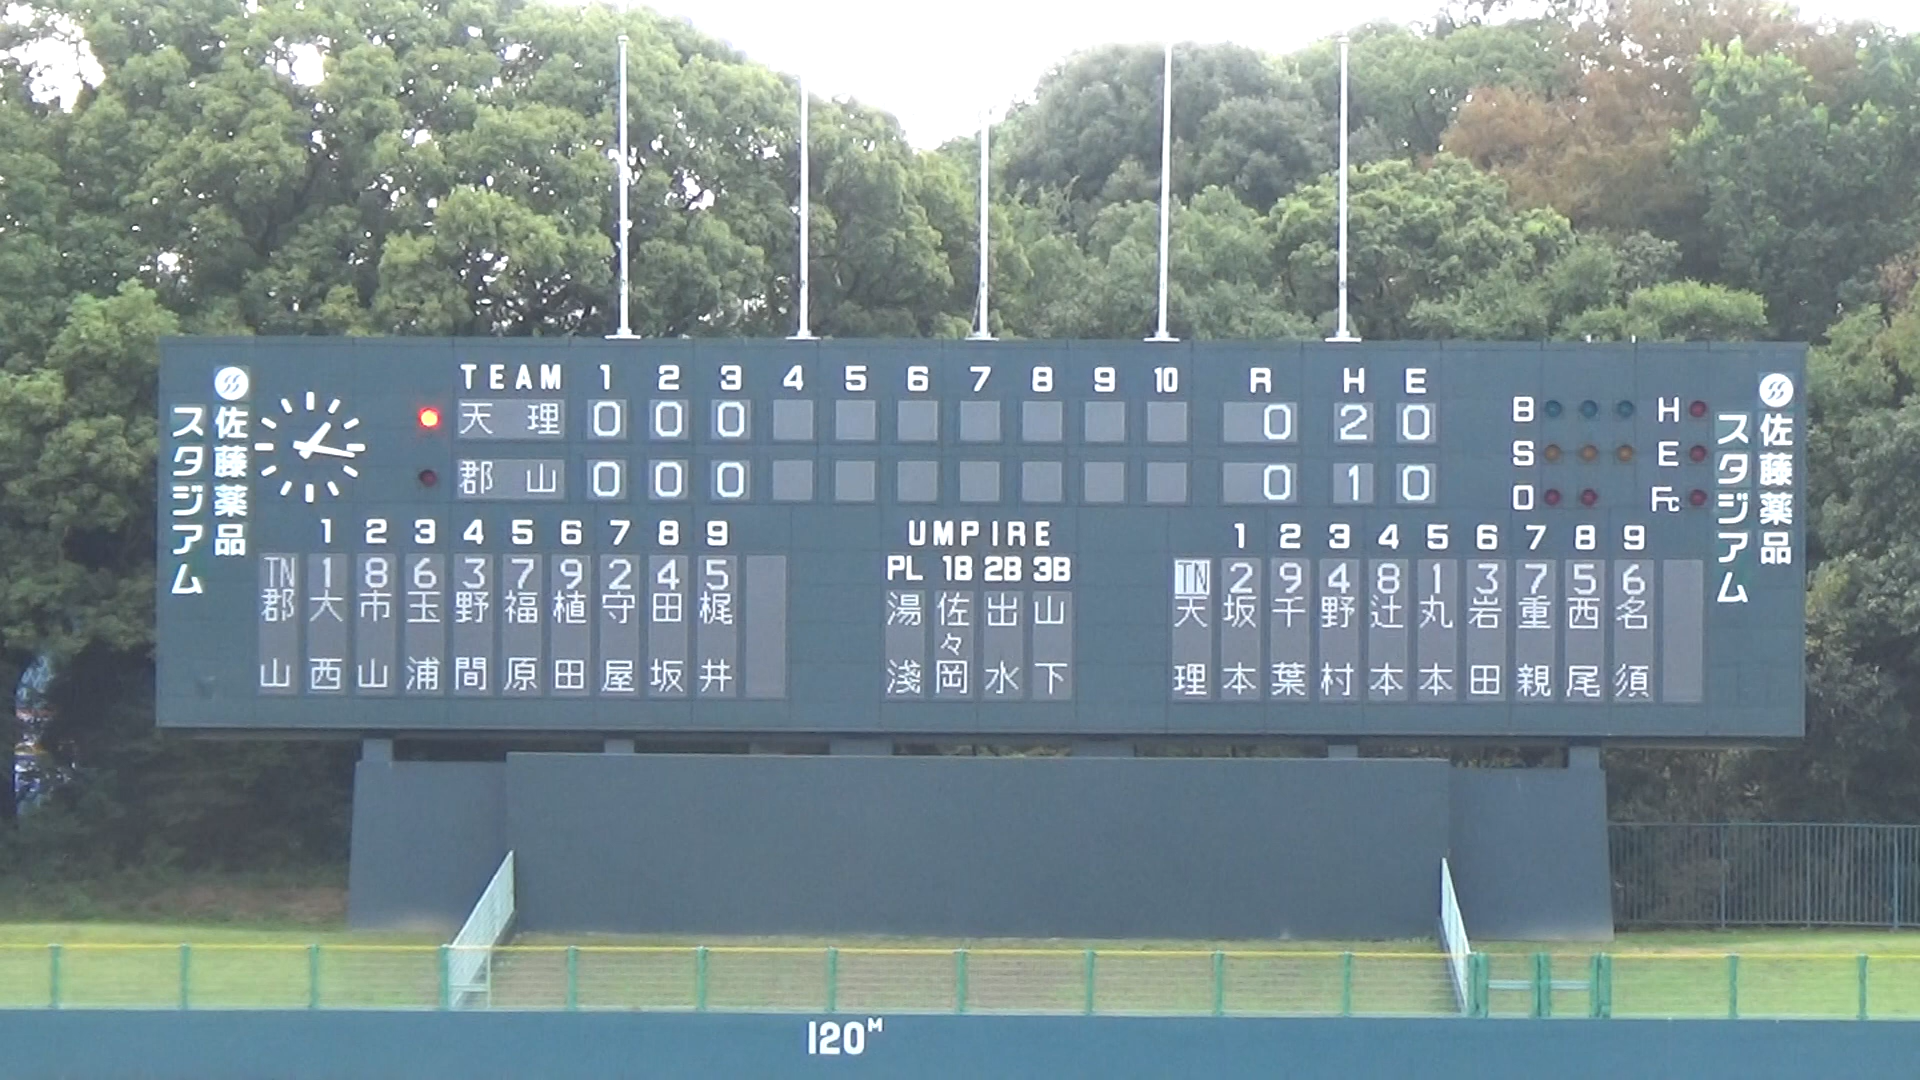 佐藤薬品
スタジアム
TEAM 1 2 3 4 5 6 7 8 9 10 R H E
天理 0 0 0 0 2 0
郡山 0 0 0 0 1 0
B H
S E
O Fc
1 2 3 4 5 6 7 8 9
TN 1 8 6 3 7 9 2 4 5
郡山 大西 市山 玉浦 野間 福原 植田 守屋 田坂 梶井
UMPIRE
PL 1B 2B 3B
湯淺 佐々岡 出水 山下
1 2 3 4 5 6 7 8 9
TN 2 9 4 8 1 3 7 5 6
天理 坂本 千葉 野村 辻本 丸本 岩田 重親 西尾 名須
佐藤薬品
スタジアム
120M